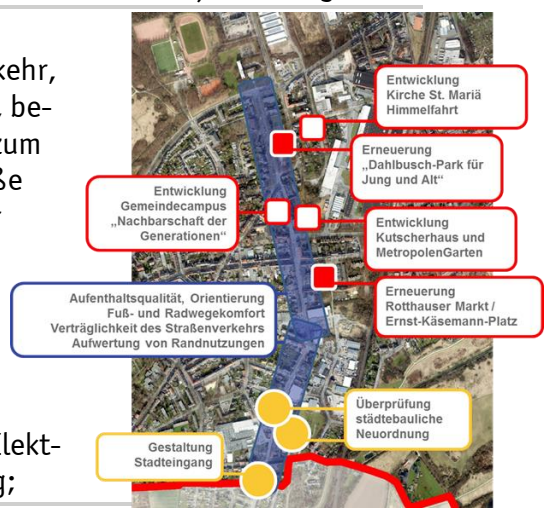 kehr,
be-
zum
ße
Entwicklung
Kirche St. Mariä
Himmelfahrt
Erneuerung
„Dahlbusch-Park für
Jung und Alt“
Entwicklung
Gemeindecampus
„Nachbarschaft der
Generationen“
Entwicklung
Kutscherhaus und
MetropolenGarten
Aufenthaltsqualität, Orientierung
Fuß- und Radwegekomfort
Verträglichkeit des Straßenverkehrs
Aufwertung von Randnutzungen
Erneuerung
Rotthauser Markt /
Ernst-Käsemann-Platz
Überprüfung
städtebauliche
Neuordnung
Gestaltung
Stadteingang
Elekt-
g;